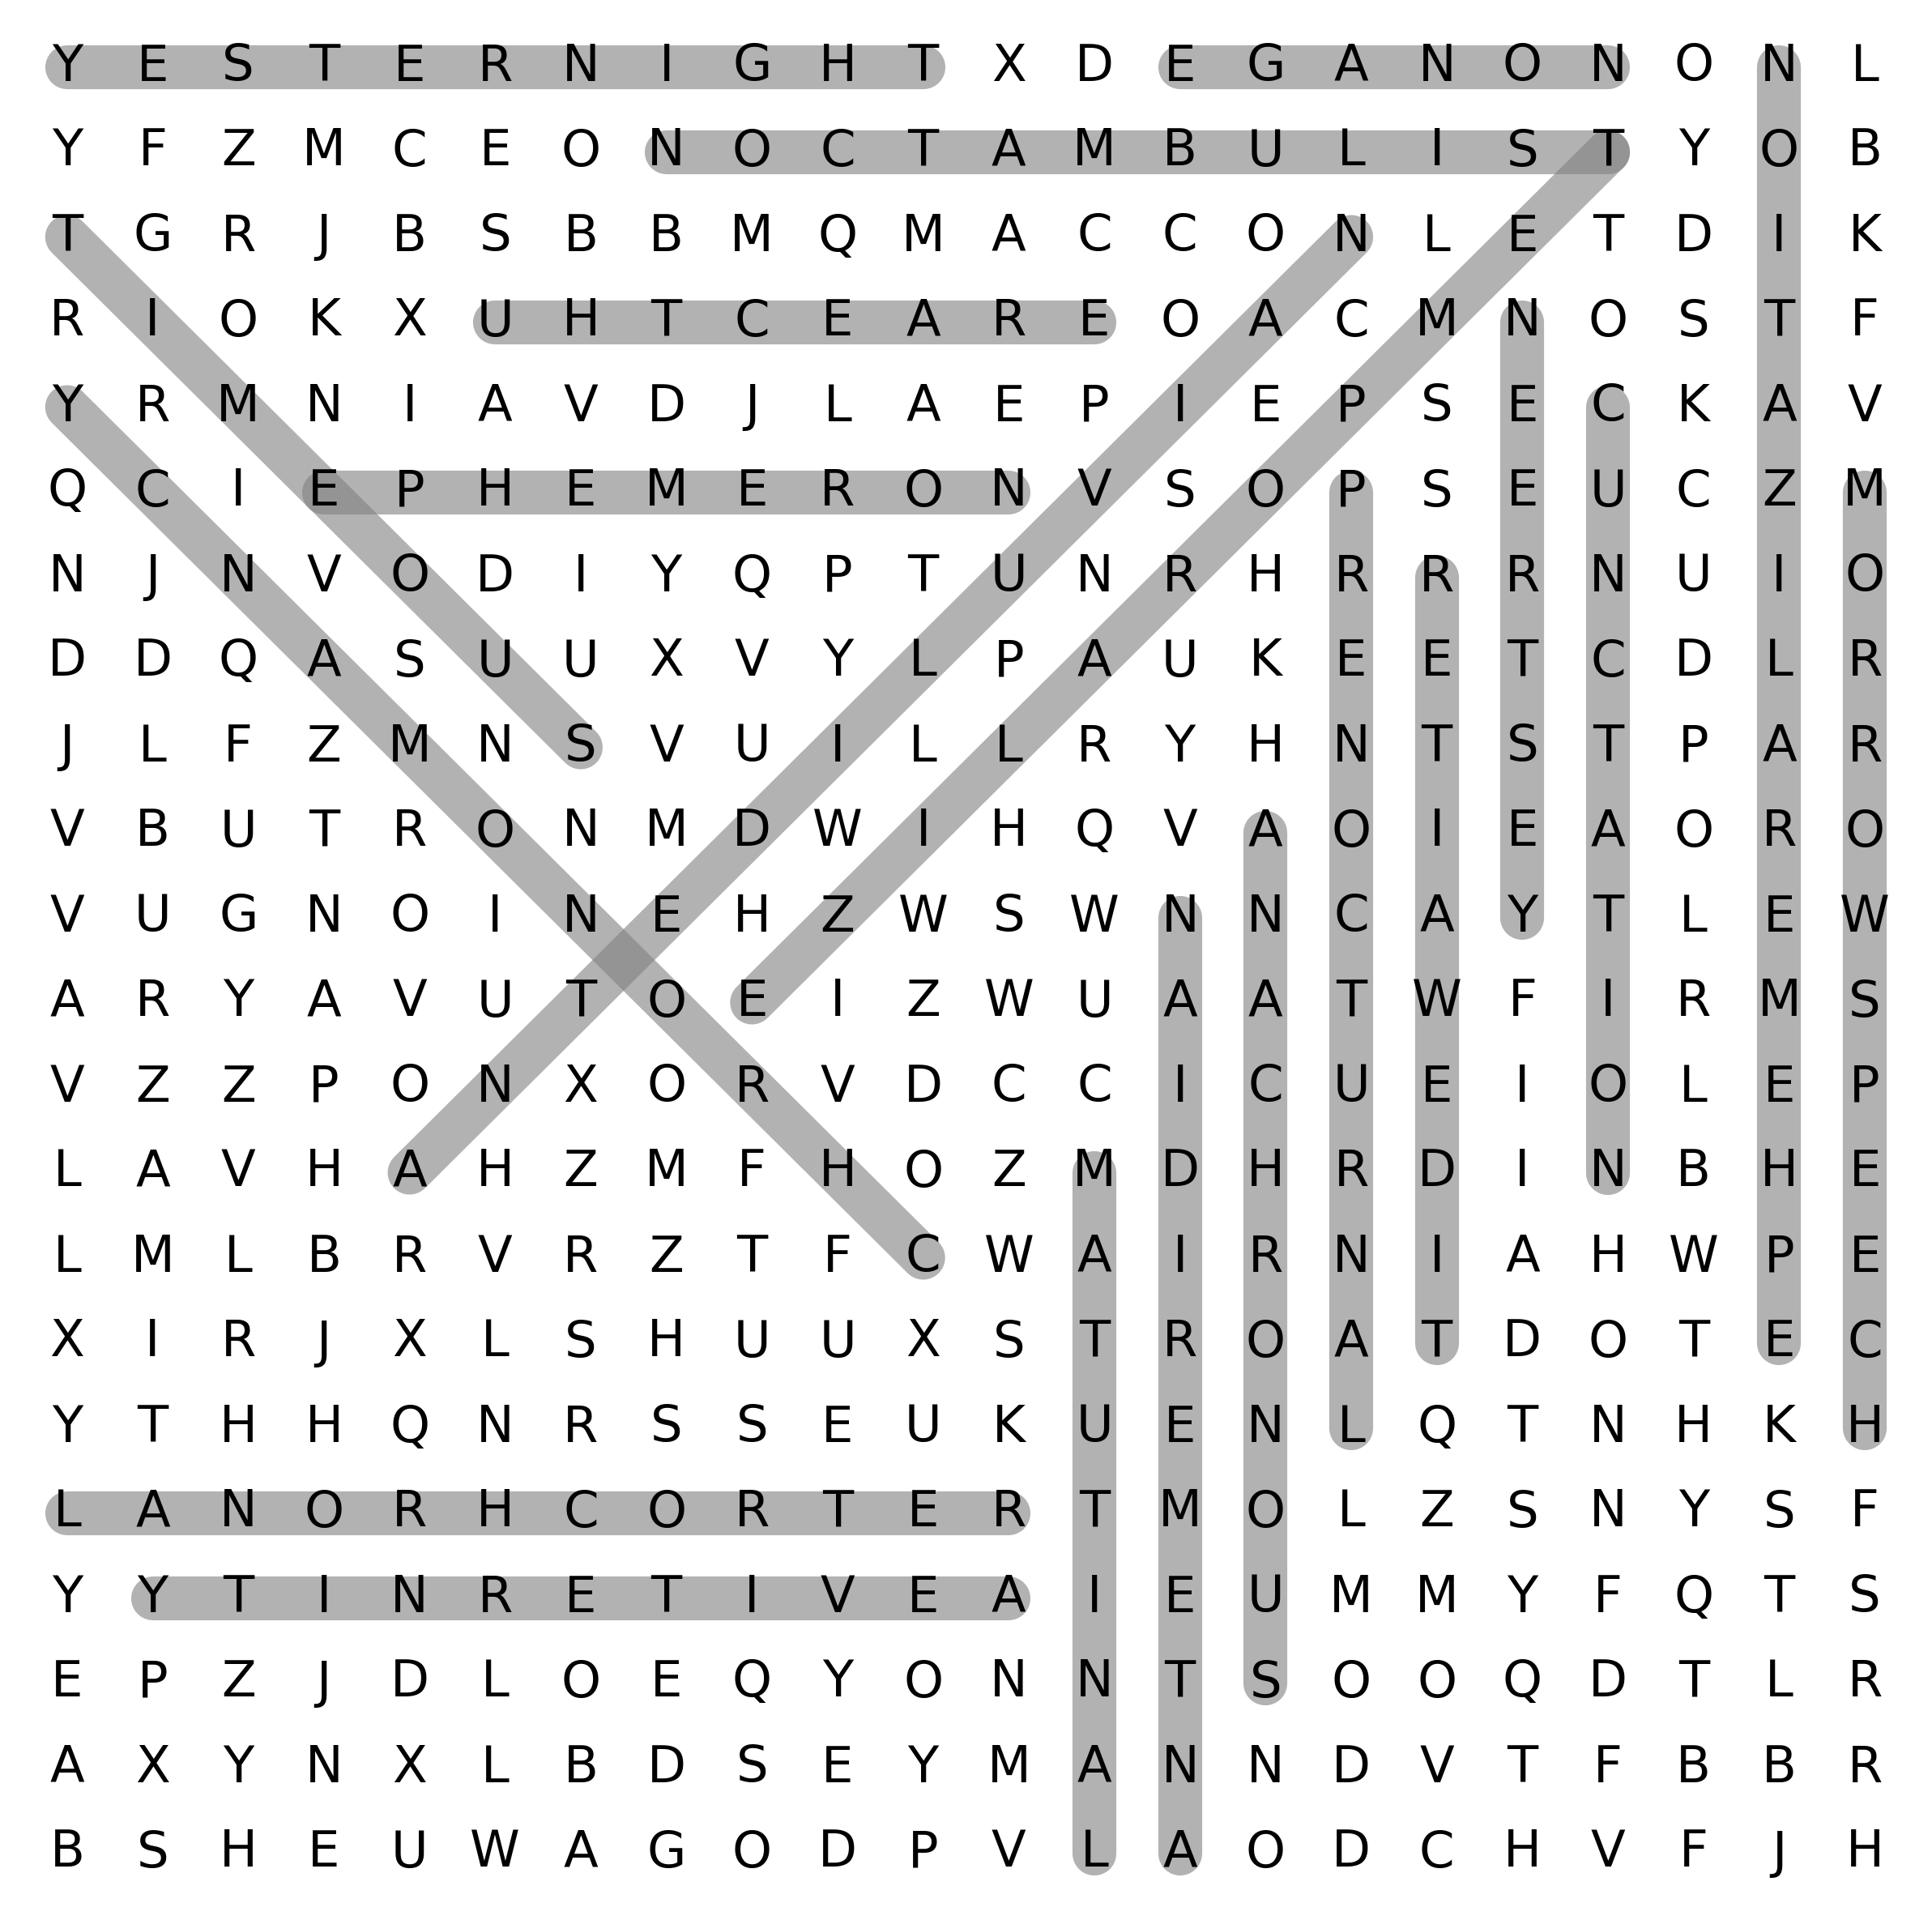 Y E S T E R N I G H T X D E G A N O N O N L
Y F Z M C E O N O C T A M B U L I S T Y O B
T G R J B S B B M Q M A C C O N L E T D I K
R I O K X U H T C E A R E O A C M N O S T F
Y R M N I A V D J L A E P I E P S E C K A V
Q C I E P H E M E R O N V S O P S E U C Z M
N J N V O D I Y Q P T U N R H R R R N U I O
D D Q A S U U X V Y L P A U K E E T C D L R
J L F Z M N S V U I L L R Y H N T S T P A R
V B U T R O N M D W I H Q V A O I E A O R O
V U G N O I N E H Z W S W N N C A Y T L E W
A R Y A V U T O E I Z W U A A T W F I R M S
V Z Z P O N X O R V D C C I C U E I O L E P
L A V H A H Z M F H O Z M D H R D I N B H E
L M L B R V R Z T F C W A I R N I A H W P E
X I R J X L S H U U X S T R O A T D O T E C
Y T H H Q N R S S E U K U E N L Q T N H K H
L A N O R H C O R T E R T M O L Z S N Y S F
Y Y T I N R E T I V E A I E U M M Y F Q T S
E P Z J D L O E Q Y O N N T S O O Q D T L R
A X Y N X L B D S E Y M A N N D V T F B B R
B S H E U W A G O D P V L A O D C H V F J H